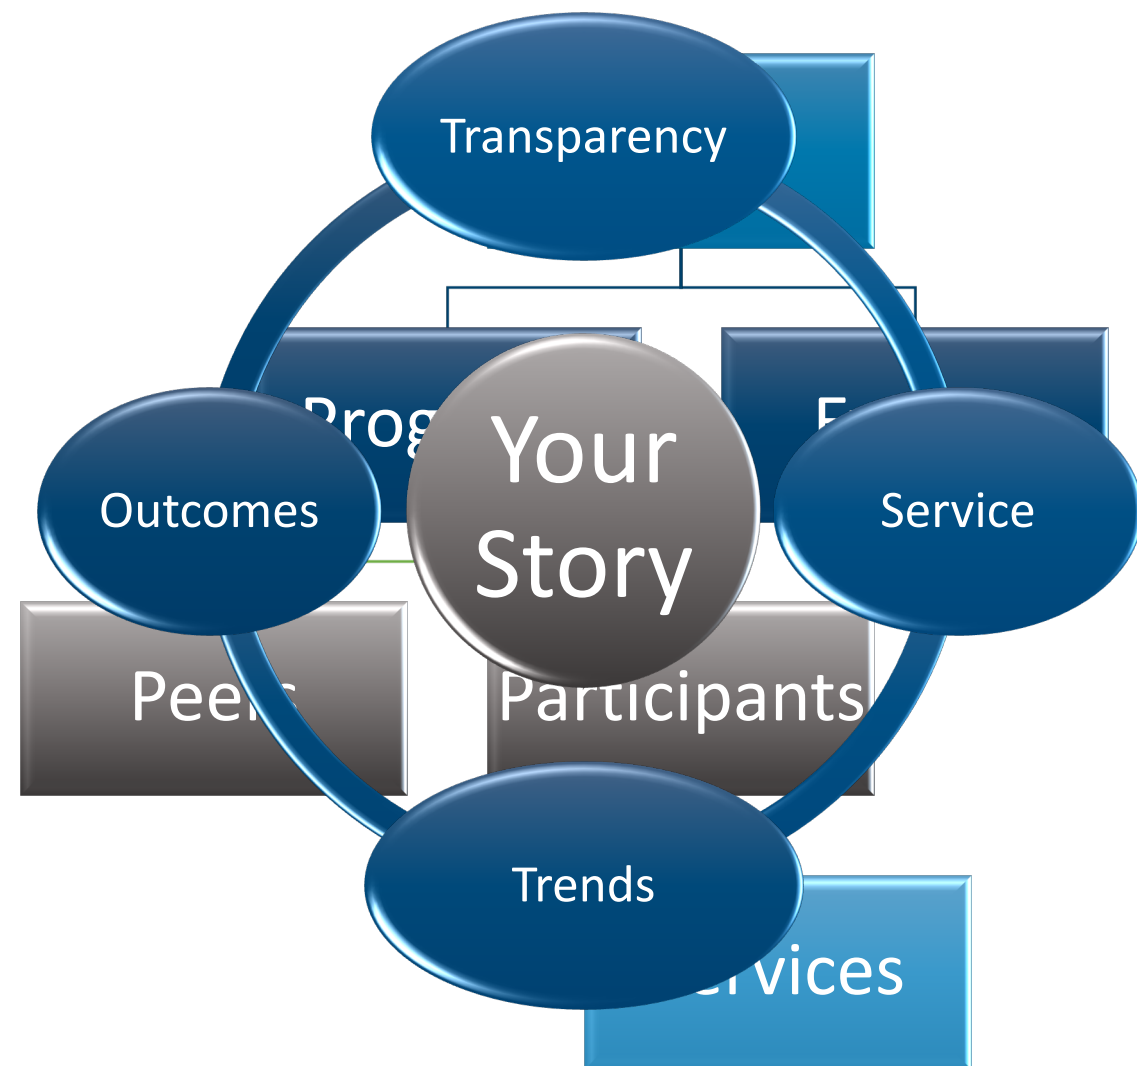 Transparency
Your
Story
Outcomes
Service
Peers
Participants
Trends